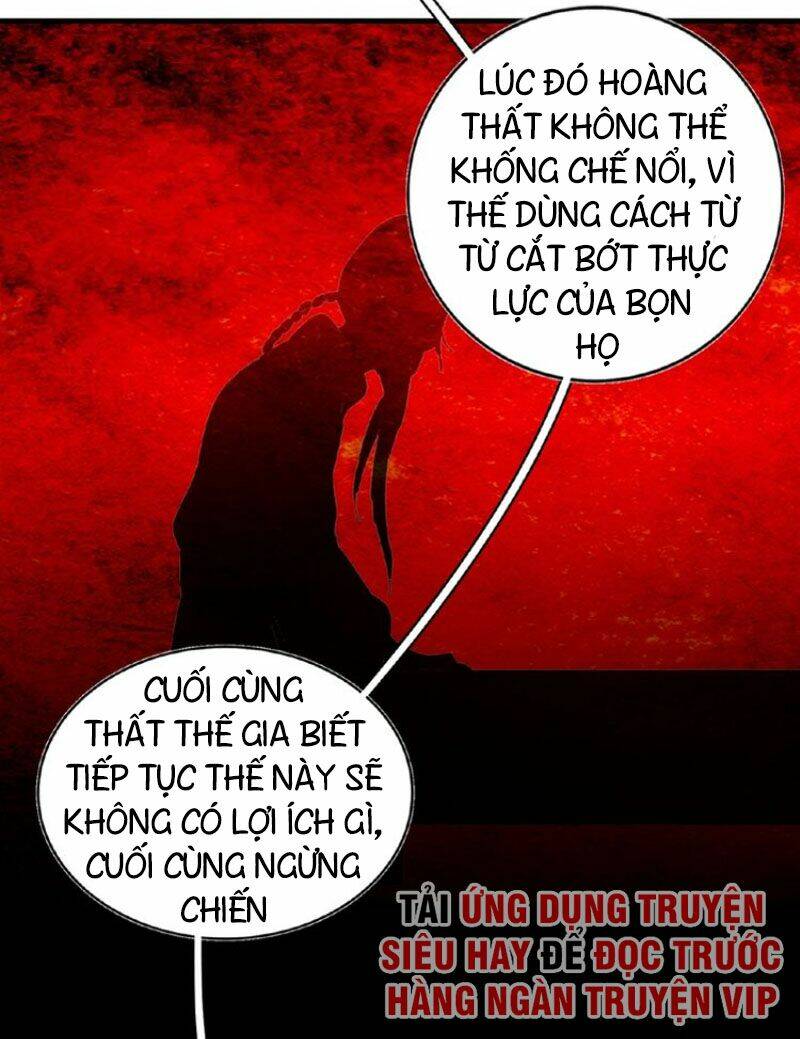 LÚC ĐÓ HOÀNG
THẤT KHÔNG THỂ
KHỐNG CHẾ NỔI, VÌ
THẾ DÙNG CÁCH TỪ
TỪ CẮT BỚT THỰC
LỰC CỦA BỌN
HỌ
CUỐI CÙNG
THẤT THẾ GIA BIẾT
TIẾP TỤC THẾ NÀY SẼ
KHÔNG CÓ LỢI ÍCH GÌ,
CUỐI CÙNG NGỪNG
CHIẾN
TẢI ỨNG DỤNG TRUYỆN
SIÊU HAY ĐỂ ĐỌC TRƯỚC
HÀNG NGÀN TRUYỆN VIP